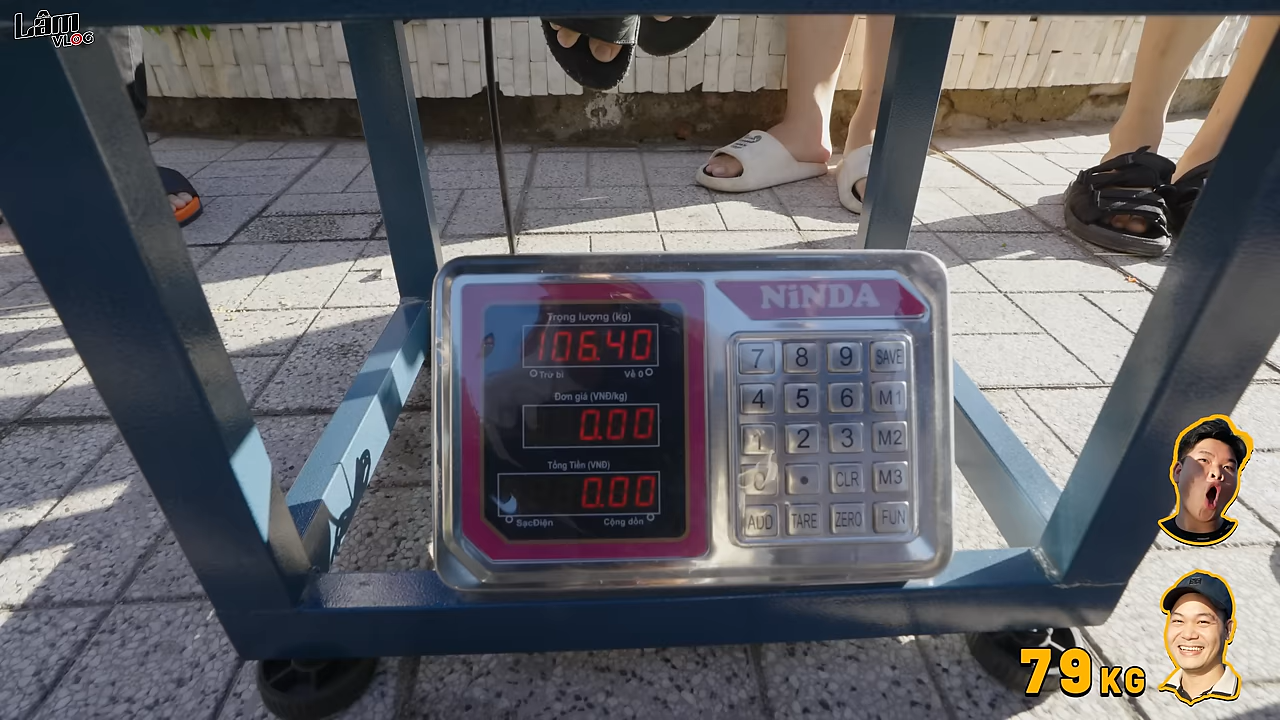 Lâm
VLOG
NiNDA
Trọng lượng (kg)
106.40
Trừ bì Về 0
Đơn giá (VNĐ/kg)
0.00
Tổng Tiền (VNĐ)
0.00
SạcĐiện Cộng dồn
7 8 9 SAVE
4 5 6 M1
1 2 3 M2
. CLR M3
ADD TARE ZERO FUN
79 KG